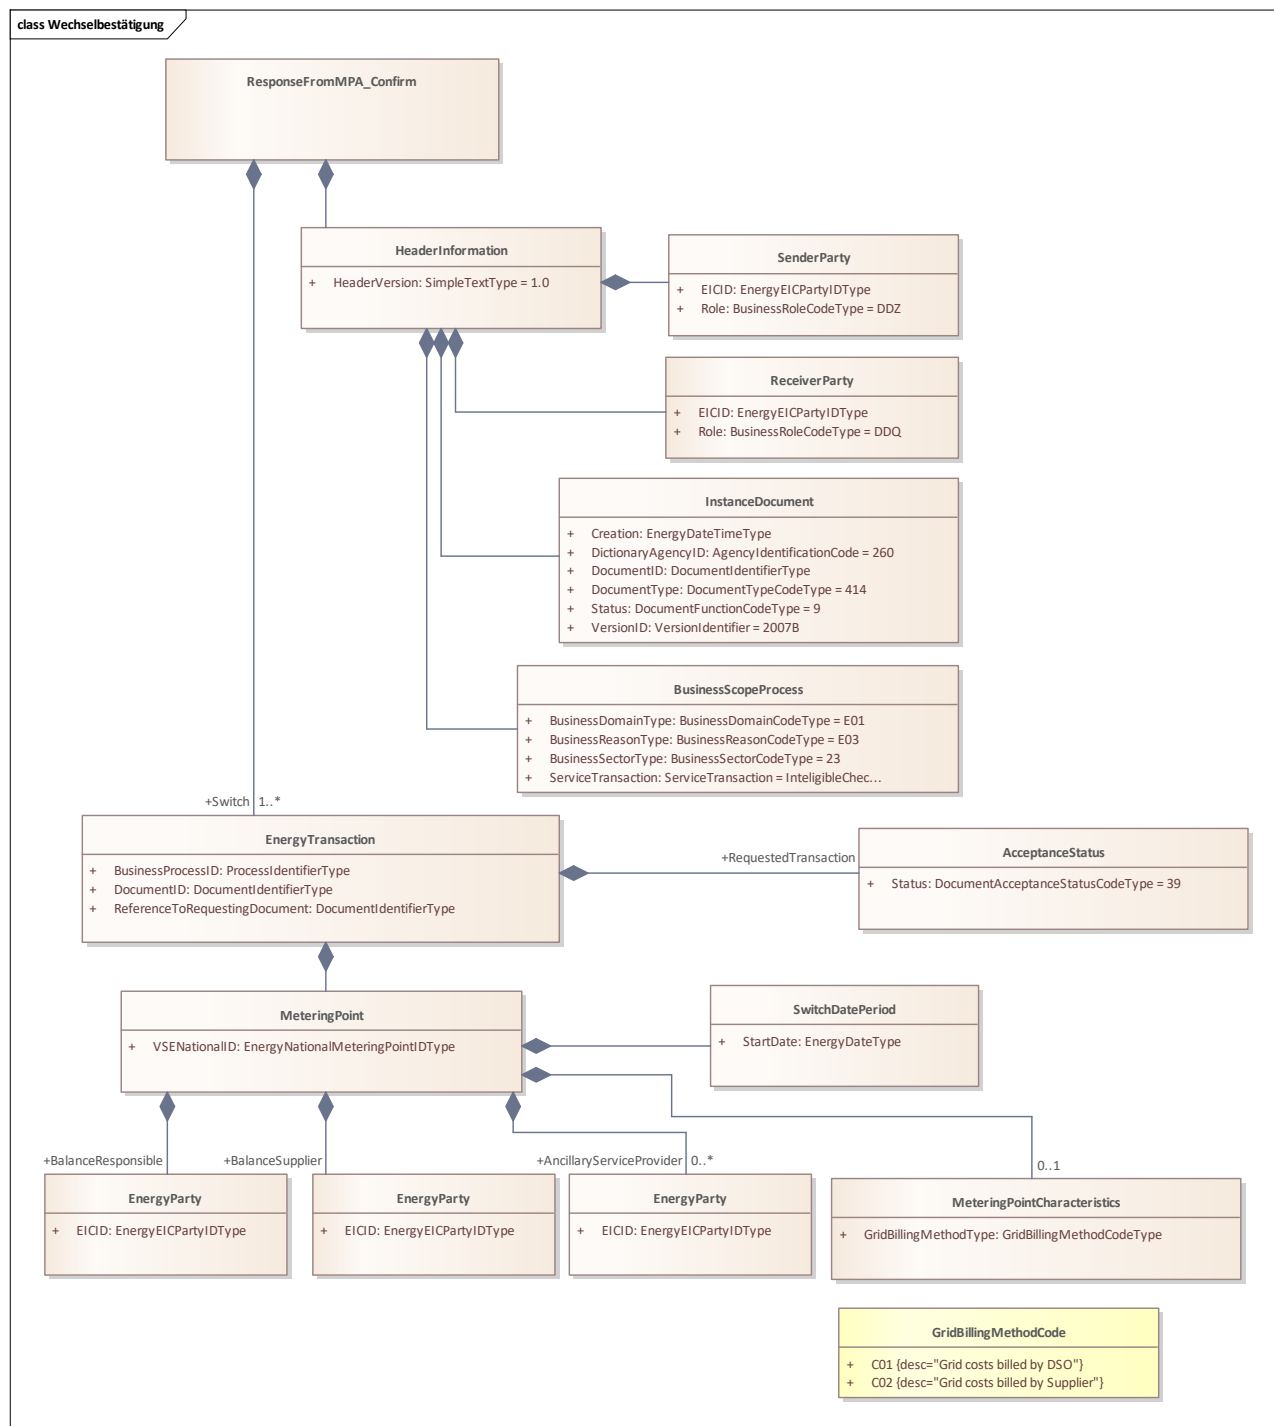 class Wechselbestätigung
ResponseFromMPA_Confirm
HeaderInformation
+ HeaderVersion: SimpleTextType = 1.0
SenderParty
+ EICID: EnergyEICPartyIDType
+ Role: BusinessRoleCodeType = DDZ
ReceiverParty
+ EICID: EnergyEICPartyIDType
+ Role: BusinessRoleCodeType = DDQ
InstanceDocument
+ Creation: EnergyDateTimeType
+ DictionaryAgencyID: AgencyIdentificationCode = 260
+ DocumentID: DocumentIdentifierType
+ DocumentType: DocumentTypeCodeType = 414
+ Status: DocumentFunctionCodeType = 9
+ VersionID: VersionIdentifier = 2007B
BusinessScopeProcess
+ BusinessDomainType: BusinessDomainCodeType = E01
+ BusinessReasonType: BusinessReasonCodeType = E03
+ BusinessSectorType: BusinessSectorCodeType = 23
+ ServiceTransaction: ServiceTransaction = InteligibleChec...
+Switch 1..*
EnergyTransaction
+ BusinessProcessID: ProcessIdentifierType
+ DocumentID: DocumentIdentifierType
+ ReferenceToRequestingDocument: DocumentIdentifierType
+RequestedTransaction
AcceptanceStatus
+ Status: DocumentAcceptanceStatusCodeType = 39
MeteringPoint
+ VSENationalID: EnergyNationalMeteringPointIDType
SwitchDatePeriod
+ StartDate: EnergyDateType
+BalanceResponsible
+BalanceSupplier
+AncillaryServiceProvider 0..*
0..1
EnergyParty
+ EICID: EnergyEICPartyIDType
EnergyParty
+ EICID: EnergyEICPartyIDType
EnergyParty
+ EICID: EnergyEICPartyIDType
MeteringPointCharacteristics
+ GridBillingMethodType: GridBillingMethodCodeType
GridBillingMethodCode
+ C01 {desc="Grid costs billed by DSO"}
+ C02 {desc="Grid costs billed by Supplier"}